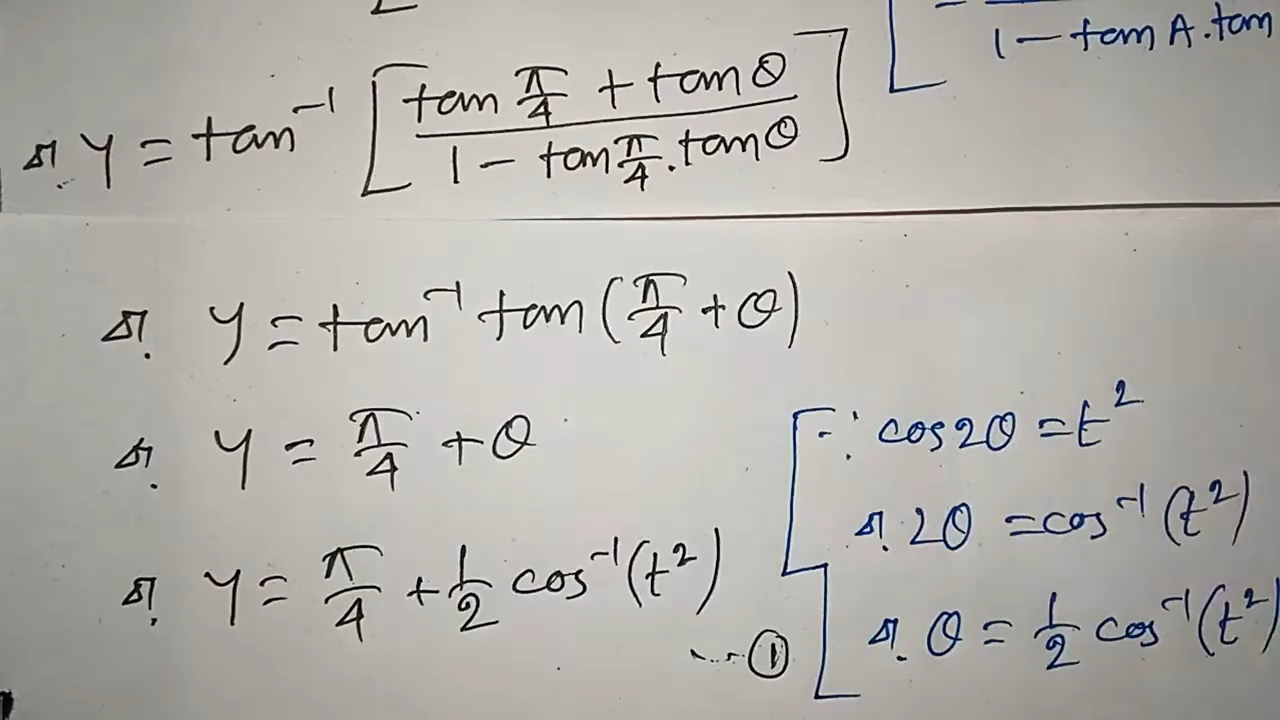 বা, y = tan⁻¹ [ (tan π/4 + tan θ) / (1 − tan π/4 . tan θ) ]
1 − tan A . tan
বা, y = tan⁻¹ tan (π/4 + θ)
বা, y = π/4 + θ
বা, y = π/4 + 1/2 cos⁻¹(t²)
... ①
[∵ cos 2θ = t²
বা, 2θ = cos⁻¹(t²)
বা, θ = 1/2 cos⁻¹(t²)